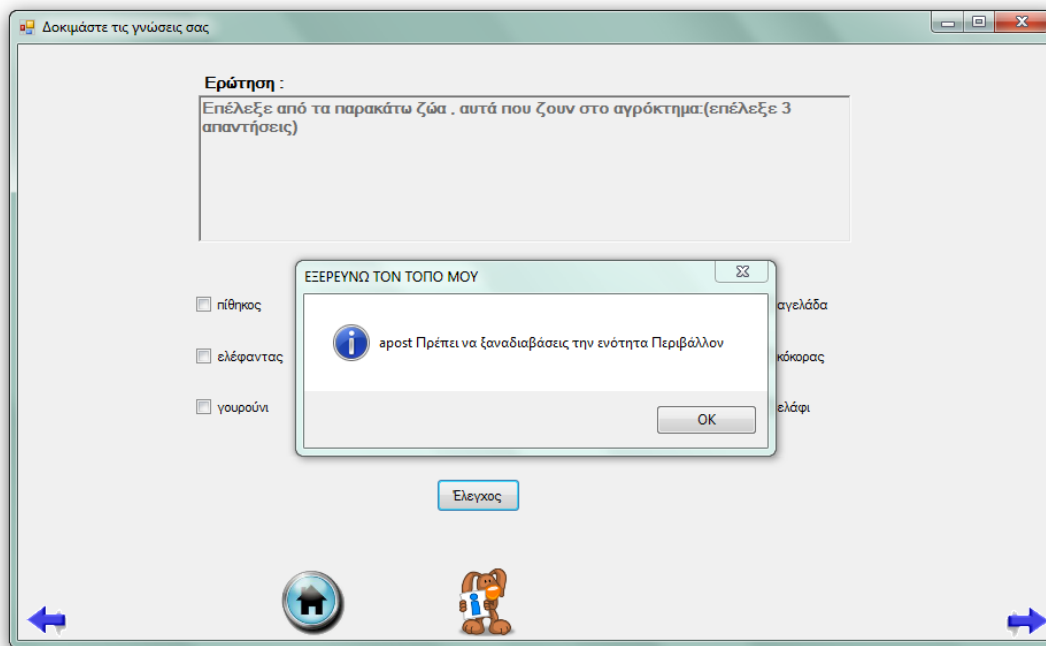 Δοκιμάστε τις γνώσεις σας
Ερώτηση :
Επέλεξε από τα παρακάτω ζώα , αυτά που ζουν στο αγρόκτημα:(επέλεξε 3
απαντήσεις)
ΕΞΕΡΕΥΝΩ ΤΟΝ ΤΟΠΟ ΜΟΥ
apost Πρέπει να ξαναδιαβάσεις την ενότητα Περιβάλλον
OK
πίθηκος
αγελάδα
ελέφαντας
κόκορας
γουρούνι
ελάφι
Έλεγχος